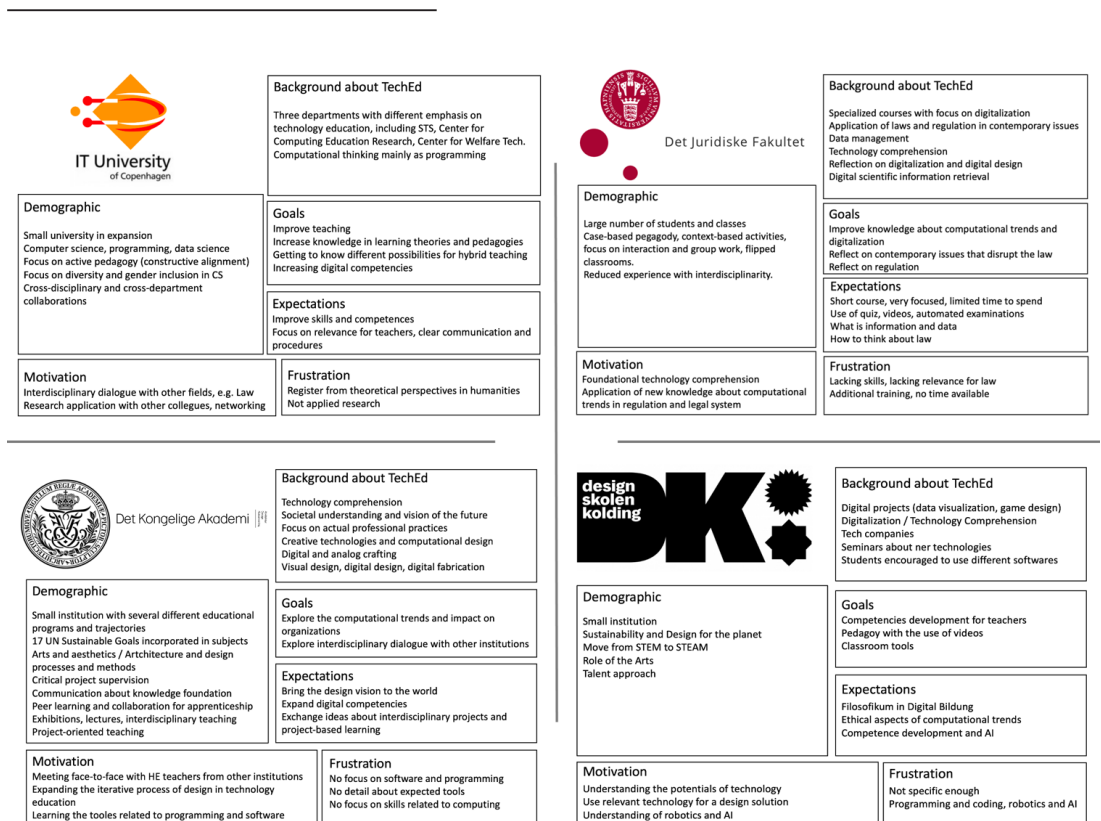 IT University
of Copenhagen
Background about TechEd
Three departments with different emphasis on
technology education, including STS, Center for
Computing Education Research, Center for Welfare Tech.
Computational thinking mainly as programming
Demographic
Small university in expansion
Computer science, programming, data science
Focus on active pedagogy (constructive alignment)
Focus on diversity and gender inclusion in CS
Cross-disciplinary and cross-department
collaborations
Goals
Improve teaching
Increase knowledge in learning theories and pedagogies
Getting to know different possibilities for hybrid teaching
Increasing digital competencies
Expectations
Improve skills and competences
Focus on relevance for teachers, clear communication and
procedures
Motivation
Interdisciplinary dialogue with other fields, e.g. Law
Research application with other collegues, networking
Frustration
Register from theoretical perspectives in humanities
Not applied research
Det Juridiske Fakultet
Background about TechEd
Specialized courses with focus on digitalization
Application of laws and regulation in contemporary issues
Data management
Technology comprehension
Reflection on digitalization and digital design
Digital scientific information retrieval
Demographic
Large number of students and classes
Case-based pegagody, context-based activities,
focus on interaction and group work, flipped
classrooms.
Reduced experience with interdisciplinarity.
Goals
Improve knowledge about computational trends and
digitalization
Reflect on contemporary issues that disrupt the law
Reflect on regulation
Expectations
Short course, very focused, limited time to spend
Use of quiz, videos, automated examinations
What is information and data
How to think about law
Motivation
Foundational technology comprehension
Application of new knowledge about computational
trends in regulation and legal system
Frustration
Lacking skills, lacking relevance for law
Additional training, no time available
Det Kongelige Akademi
Background about TechEd
Technology comprehension
Societal understanding and vision of the future
Focus on actual professional practices
Creative technologies and computational design
Digital and analog crafting
Visual design, digital design, digital fabrication
Demographic
Small institution with several different educational
programs and trajectories
17 UN Sustainable Goals incorporated in subjects
Arts and aesthetics / Artchitecture and design
processes and methods
Critical project supervision
Communication about knowledge foundation
Peer learning and collaboration for apprenticeship
Exhibitions, lectures, interdisciplinary teaching
Project-oriented teaching
Goals
Explore the computational trends and impact on
organizations
Explore interdisciplinary dialogue with other institutions
Expectations
Bring the design vision to the world
Expand digital competencies
Exchange ideas about interdisciplinary projects and
project-based learning
Motivation
Meeting face-to-face with HE teachers from other institutions
Expanding the iterative process of design in technology
education
Learning the tooles related to programming and software
Frustration
No focus on software and programming
No detail about expected tools
No focus on skills related to computing
design
skolen
kolding
DK
Background about TechEd
Digital projects (data visualization, game design)
Digitalization / Technology Comprehension
Tech companies
Seminars about ner technologies
Students encouraged to use different softwares
Demographic
Small institution
Sustainability and Design for the planet
Move from STEM to STEAM
Role of the Arts
Talent approach
Goals
Competencies development for teachers
Pedagoy with the use of videos
Classroom tools
Expectations
Filosofikum in Digital Bildung
Ethical aspects of computational trends
Competence development and AI
Motivation
Understanding the potentials of technology
Use relevant technology for a design solution
Understanding of robotics and AI
Frustration
Not specific enough
Programming and coding, robotics and AI